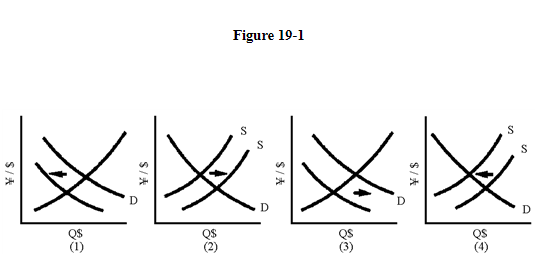 Figure 19-1
¥ / $
D
Q$
(1)
¥ / $
S
S
D
Q$
(2)
¥ / $
D
Q$
(3)
¥ / $
S
S
D
Q$
(4)